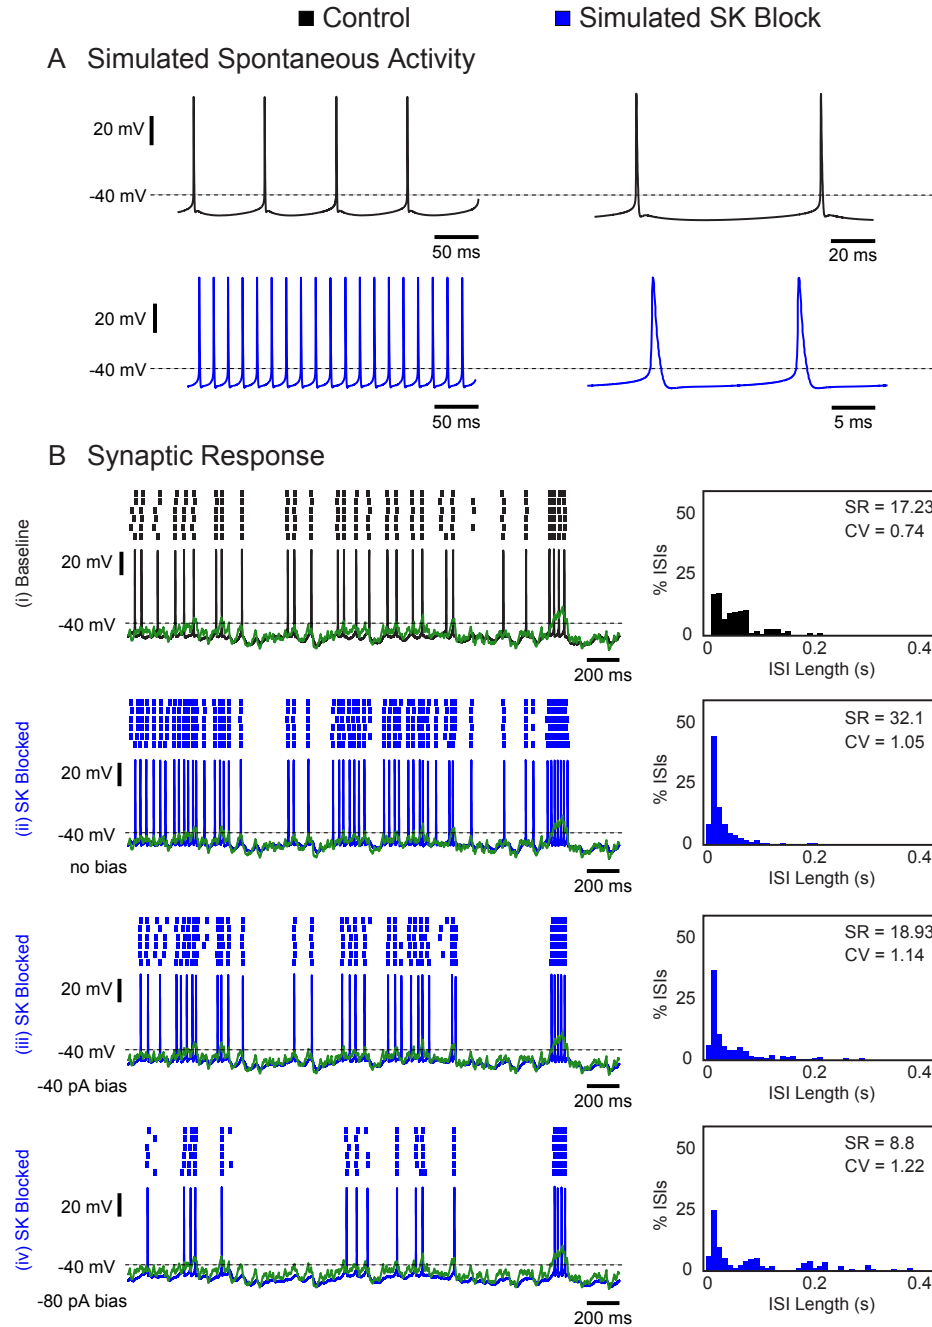 Control
Simulated SK Block
A Simulated Spontaneous Activity
20 mV
-40 mV
50 ms
20 ms
20 mV
-40 mV
50 ms
5 ms
B Synaptic Response
(i) Baseline
20 mV
-40 mV
200 ms
% ISIs
50
25
0
SR = 17.23
CV = 0.74
0 0.2 0.4
ISI Length (s)
(ii) SK Blocked
20 mV
-40 mV
no bias
200 ms
% ISIs
50
25
0
SR = 32.1
CV = 1.05
0 0.2 0.4
ISI Length (s)
(iii) SK Blocked
20 mV
-40 mV
-40 pA bias
200 ms
% ISIs
50
25
0
SR = 18.93
CV = 1.14
0 0.2 0.4
ISI Length (s)
(iv) SK Blocked
20 mV
-40 mV
-80 pA bias
200 ms
% ISIs
50
25
0
SR = 8.8
CV = 1.22
0 0.2 0.4
ISI Length (s)